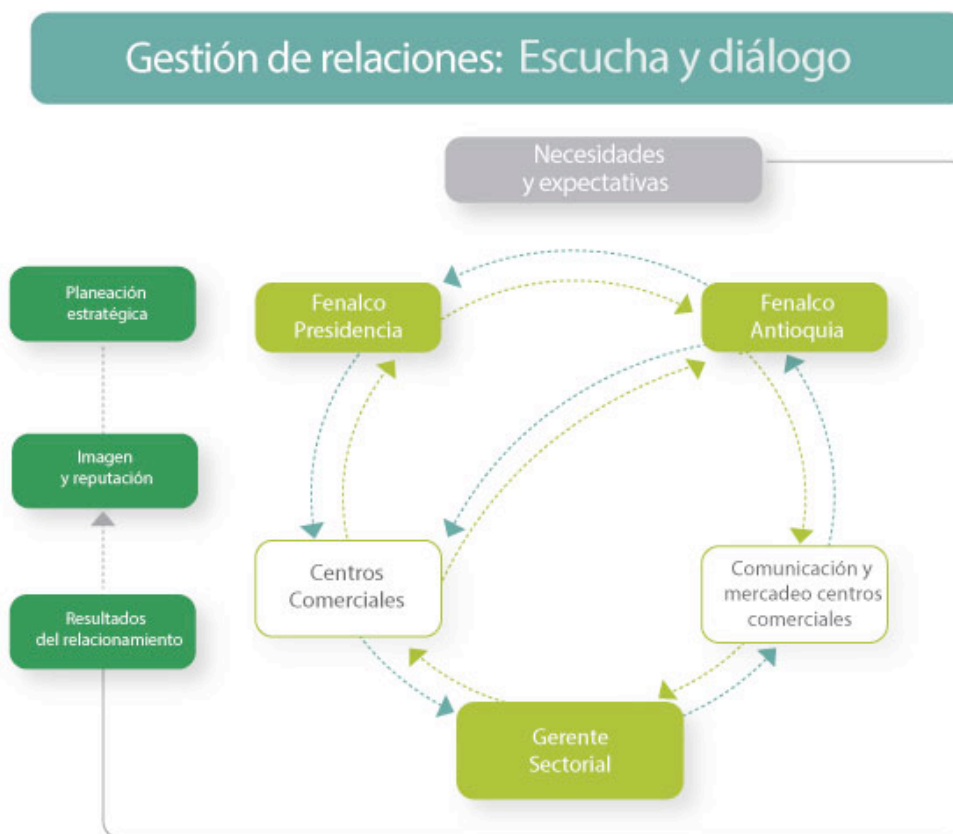 Gestión de relaciones: Escucha y diálogo
Necesidades
y expectativas
Planeación
estratégica
Fenalco
Presidencia
Fenalco
Antioquia
Imagen
y reputación
Centros
Comerciales
Comunicación y
mercadeo centros
comerciales
Resultados
del relacionamiento
Gerente
Sectorial